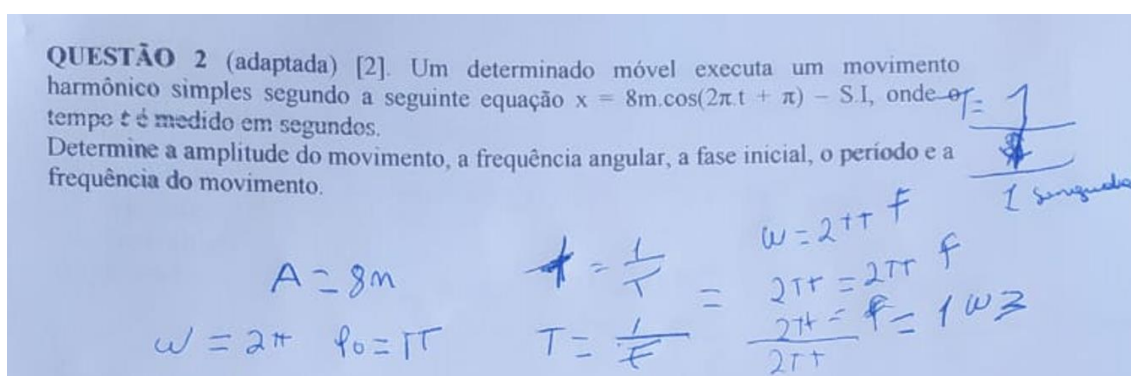 QUESTÃO 2 (adaptada) [2]. Um determinado móvel executa um movimento
harmônico simples segundo a seguinte equação x = 8m.cos(2π.t + π) – S.I, onde o
tempo t é medido em segundos.
Determine a amplitude do movimento, a frequência angular, a fase inicial, o período e a
frequência do movimento.
T = 1
1
A = 8m
ω = 2π φ0 = π
f = 1/T
T = 1/F
=
ω = 2π F
2π = 2π f
2π/2π = f = 1